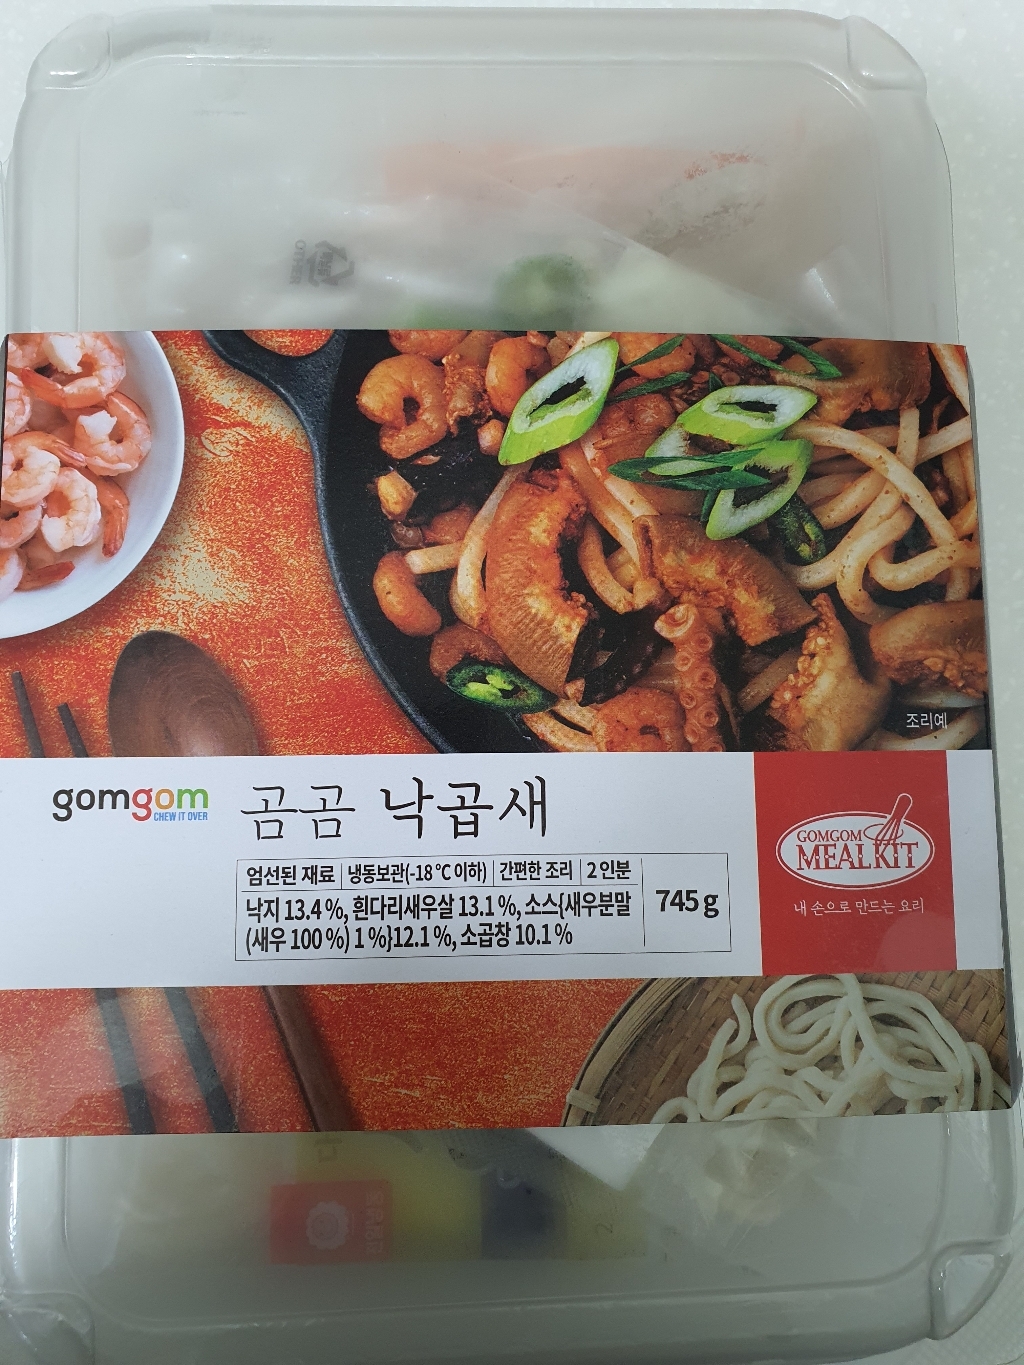 조리예
gomgom
CHEW IT OVER
곰곰 낙곱새
엄선된 재료 냉동보관(-18℃ 이하) 간편한 조리 2인분
낙지 13.4%, 흰다리새우살 13.1%, 소스{새우분말
(새우 100%) 1%}12.1%, 소곱창 10.1%
745g
GOMGOM
MEALKIT
내 손으로 만드는 요리